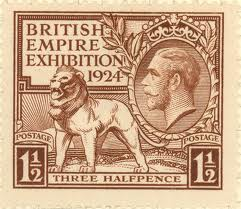 BRITISH
EMPIRE
EXHIBITION
1924
POSTAGE POSTAGE
1½ 1½
THREE HALFPENCE